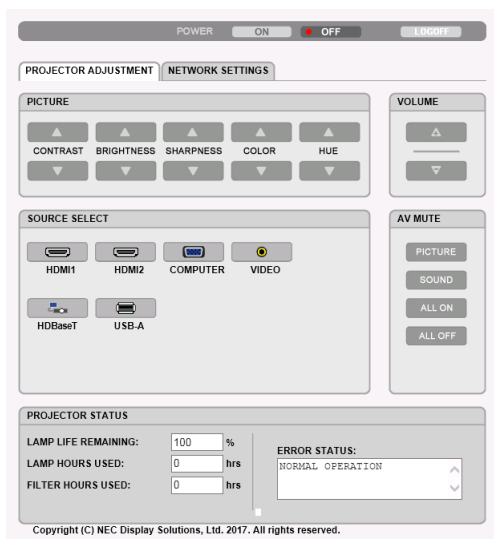 POWER ON OFF LOGOFF
PROJECTOR ADJUSTMENT NETWORK SETTINGS
PICTURE
CONTRAST BRIGHTNESS SHARPNESS COLOR HUE
VOLUME
SOURCE SELECT
HDMI1 HDMI2 COMPUTER VIDEO
HDBaseT USB-A
AV MUTE
PICTURE
SOUND
ALL ON
ALL OFF
PROJECTOR STATUS
LAMP LIFE REMAINING: 100 %
LAMP HOURS USED: 0 hrs
FILTER HOURS USED: 0 hrs
ERROR STATUS:
NORMAL OPERATION
Copyright (C) NEC Display Solutions, Ltd. 2017. All rights reserved.